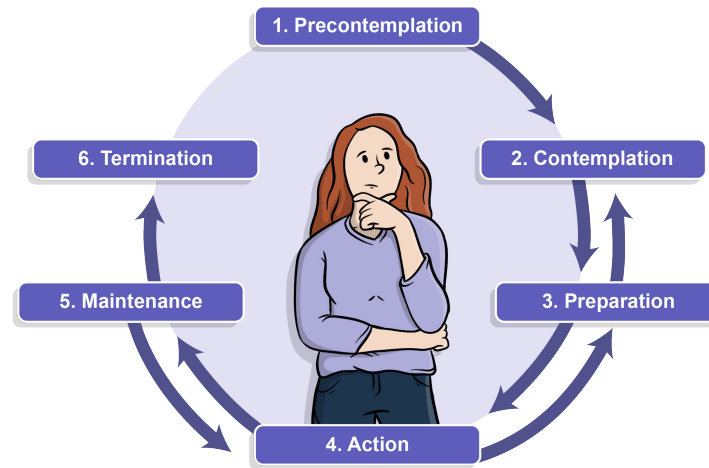 1. Precontemplation
2. Contemplation
3. Preparation
4. Action
5. Maintenance
6. Termination